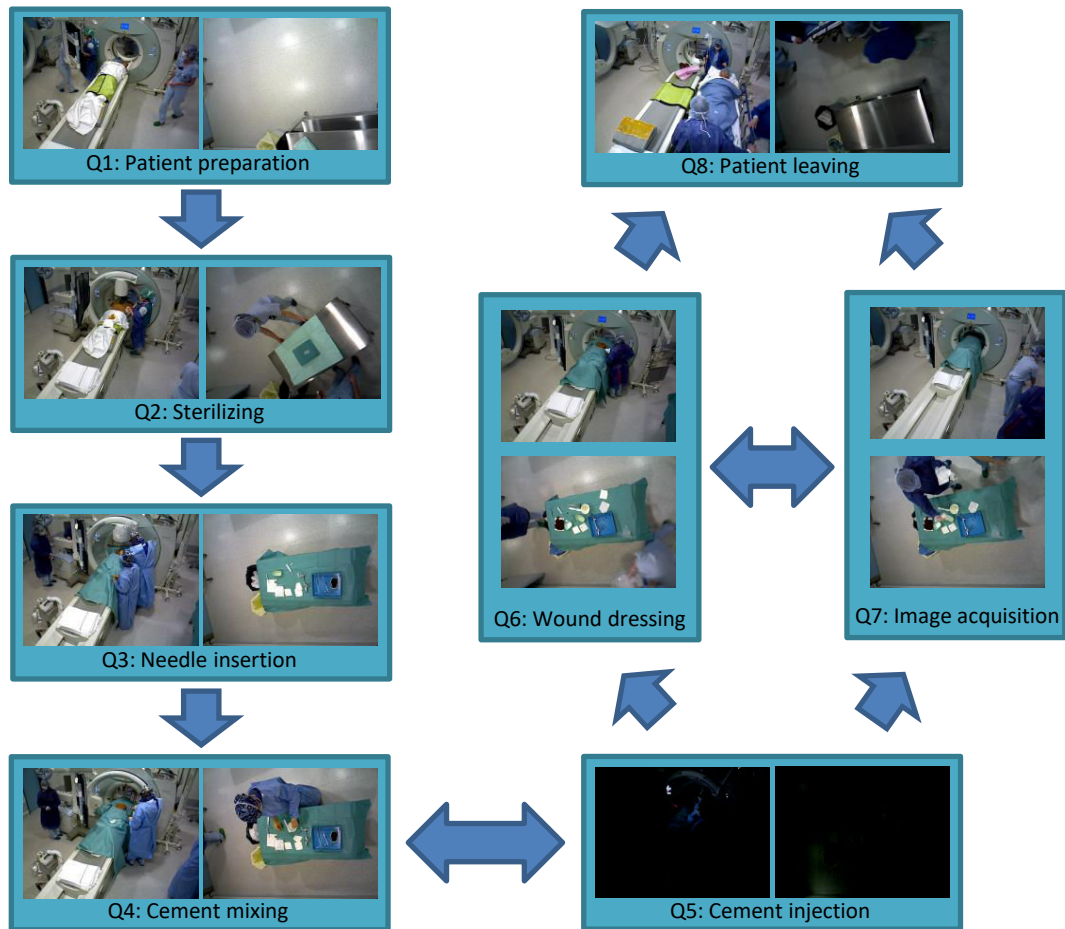 Q1: Patient preparation
Q2: Sterilizing
Q3: Needle insertion
Q4: Cement mixing
Q5: Cement injection
Q6: Wound dressing
Q7: Image acquisition
Q8: Patient leaving